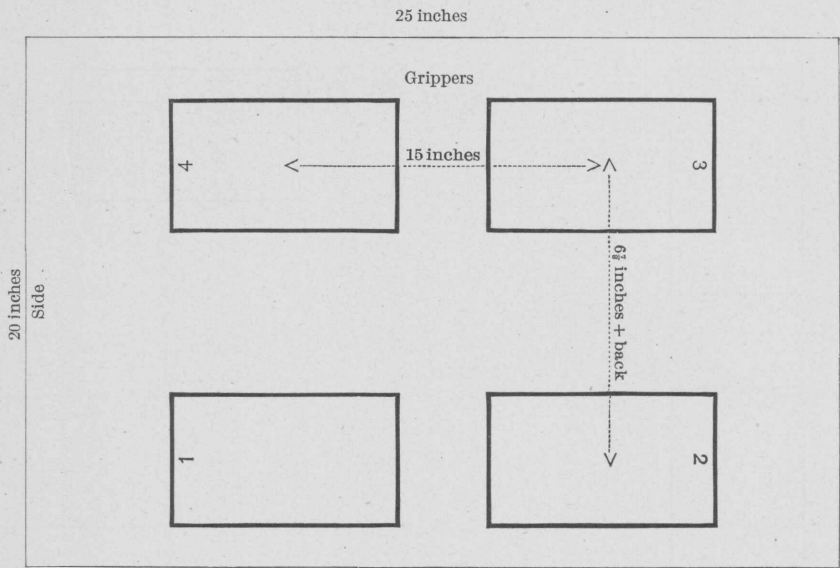 25 inches
Grippers
4
15 inches
3
6⅞ inches + back
20 inches
Side
1
2